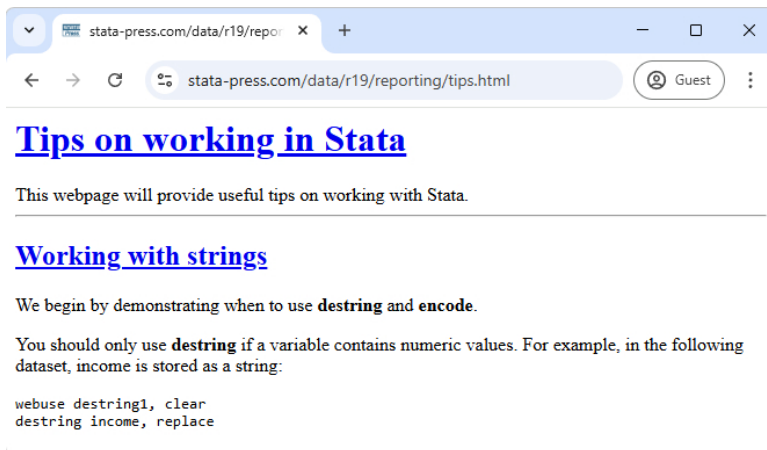 stata-press.com/data/r19/repor
stata-press.com/data/r19/reporting/tips.html
Guest
Tips on working in Stata
This webpage will provide useful tips on working with Stata.
Working with strings
We begin by demonstrating when to use destring and encode.
You should only use destring if a variable contains numeric values. For example, in the following
dataset, income is stored as a string:
webuse destring1, clear
destring income, replace